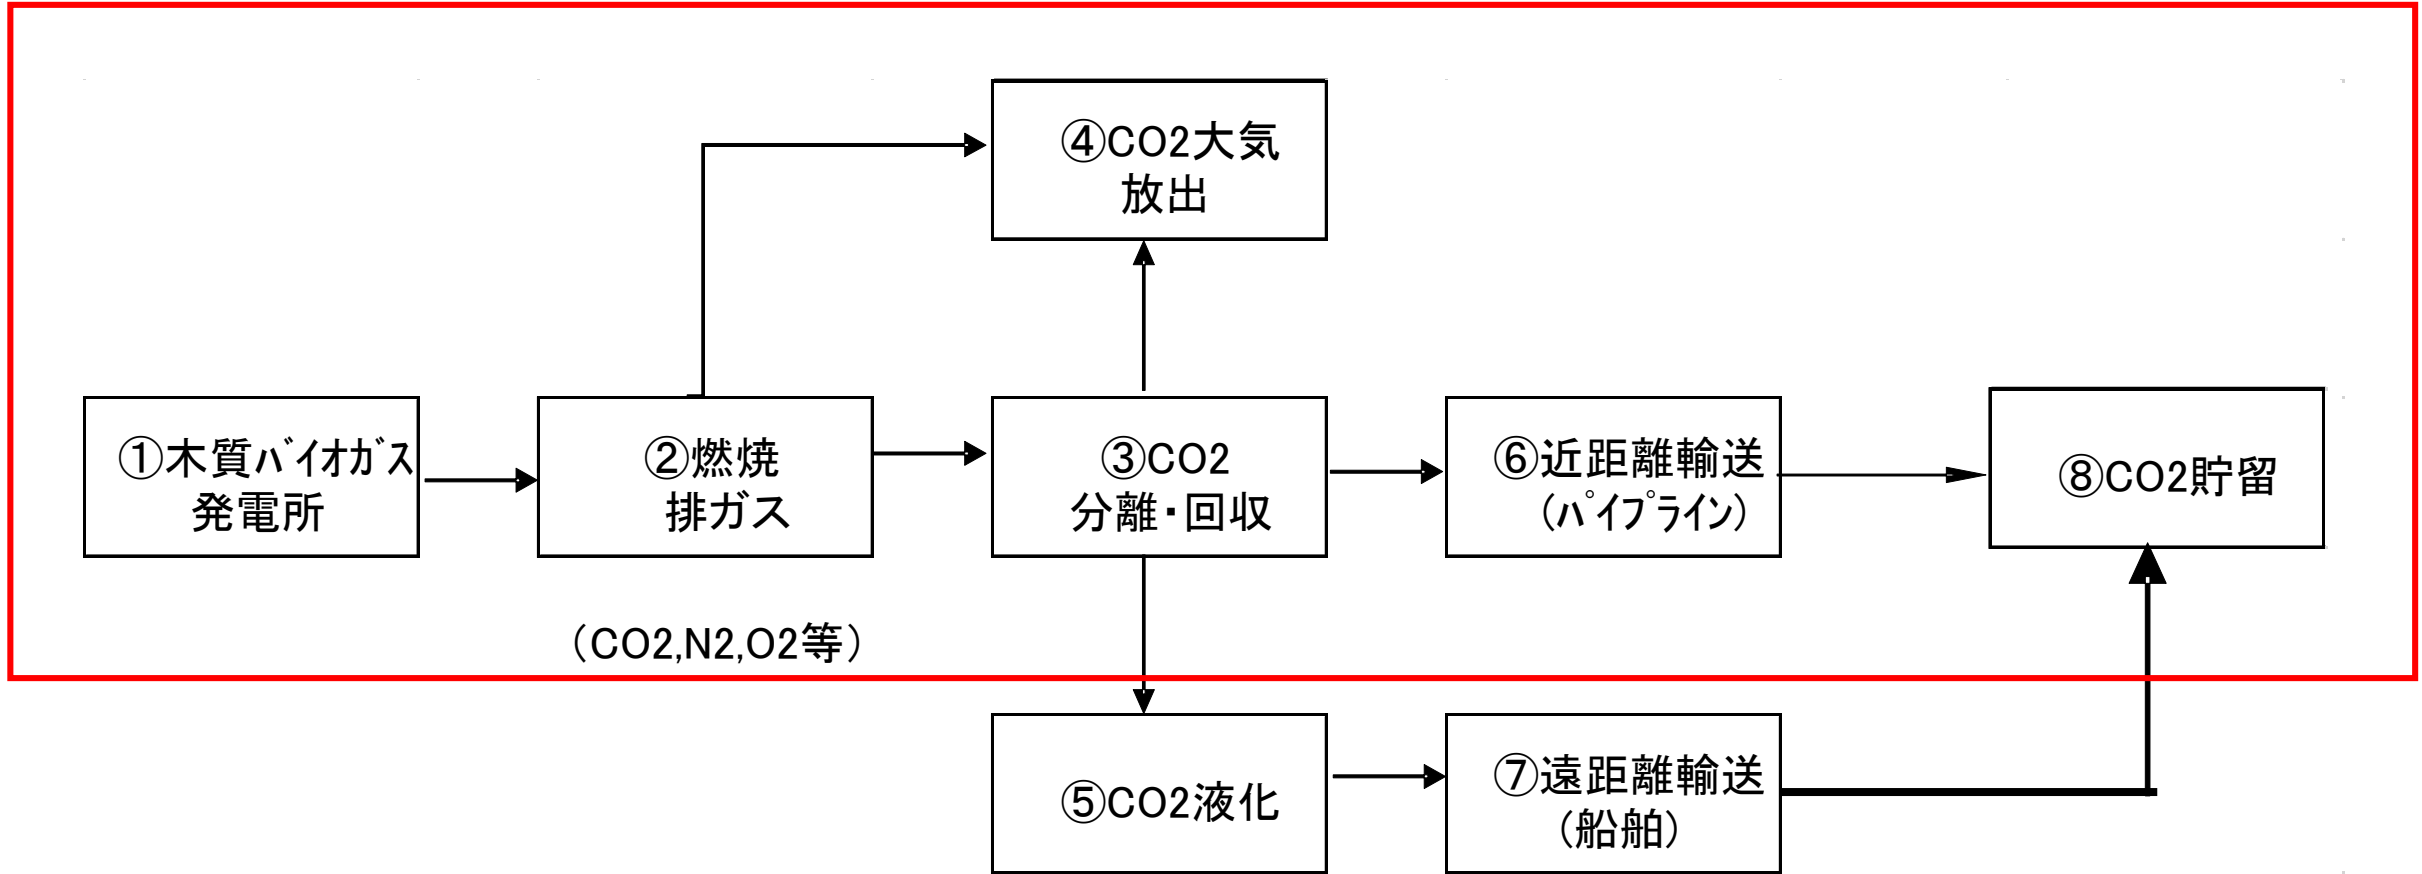 ④CO2大気
放出
①木質ﾊﾞｲｵｶﾞｽ
発電所
②燃焼
排ガス
③CO2
分離・回収
⑥近距離輸送
(ﾊﾟｲﾌﾟﾗｲﾝ)
⑧CO2貯留
（CO2,N2,O2等）
⑤CO2液化
⑦遠距離輸送
(船舶)